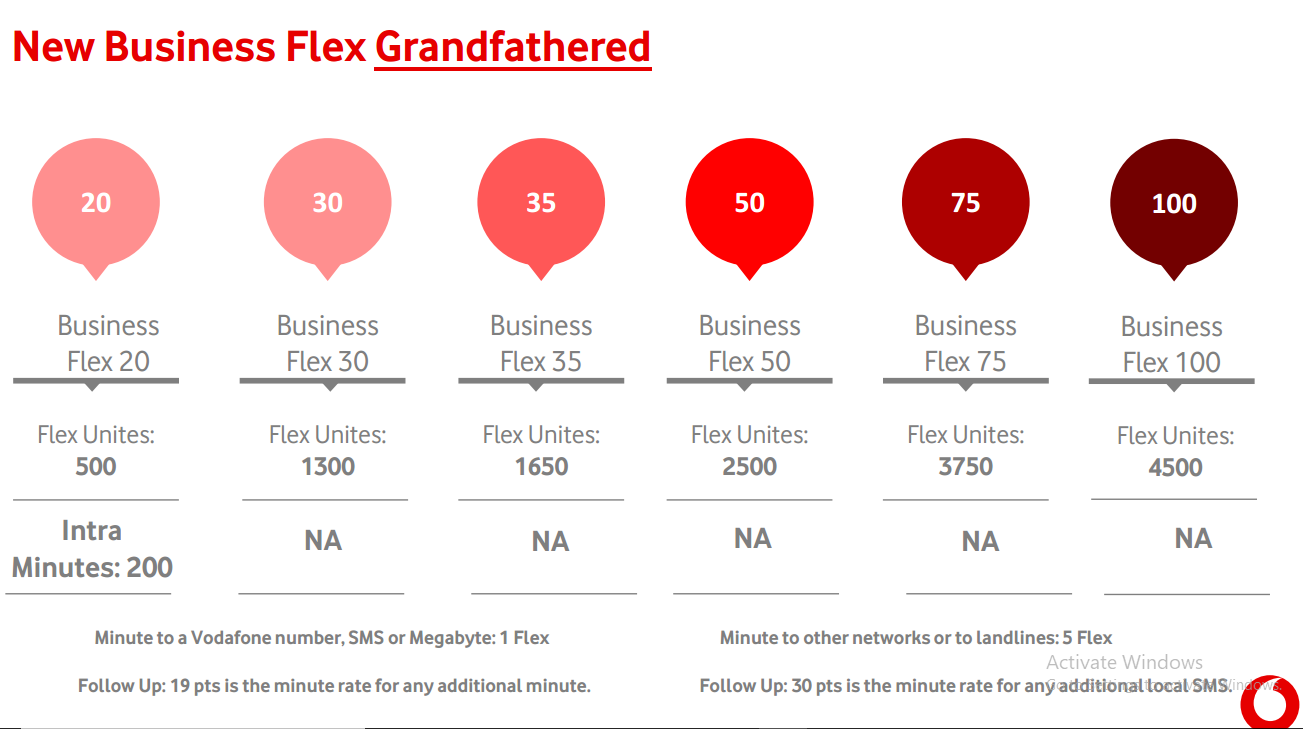 New Business Flex Grandfathered
20 30 35 50 75 100
Business Business Business Business Business Business
Flex 20 Flex 30 Flex 35 Flex 50 Flex 75 Flex 100
Flex Unites: Flex Unites: Flex Unites: Flex Unites: Flex Unites: Flex Unites:
500 1300 1650 2500 3750 4500
Intra
Minutes: 200 NA NA NA NA NA
Minute to a Vodafone number, SMS or Megabyte: 1 Flex Minute to other networks or to landlines: 5 Flex
Activate Windows
Follow Up: 19 pts is the minute rate for any additional minute. Follow Up: 30 pts is the minute rate for any additional Local SMS.
Go to Settings to activate Windows.